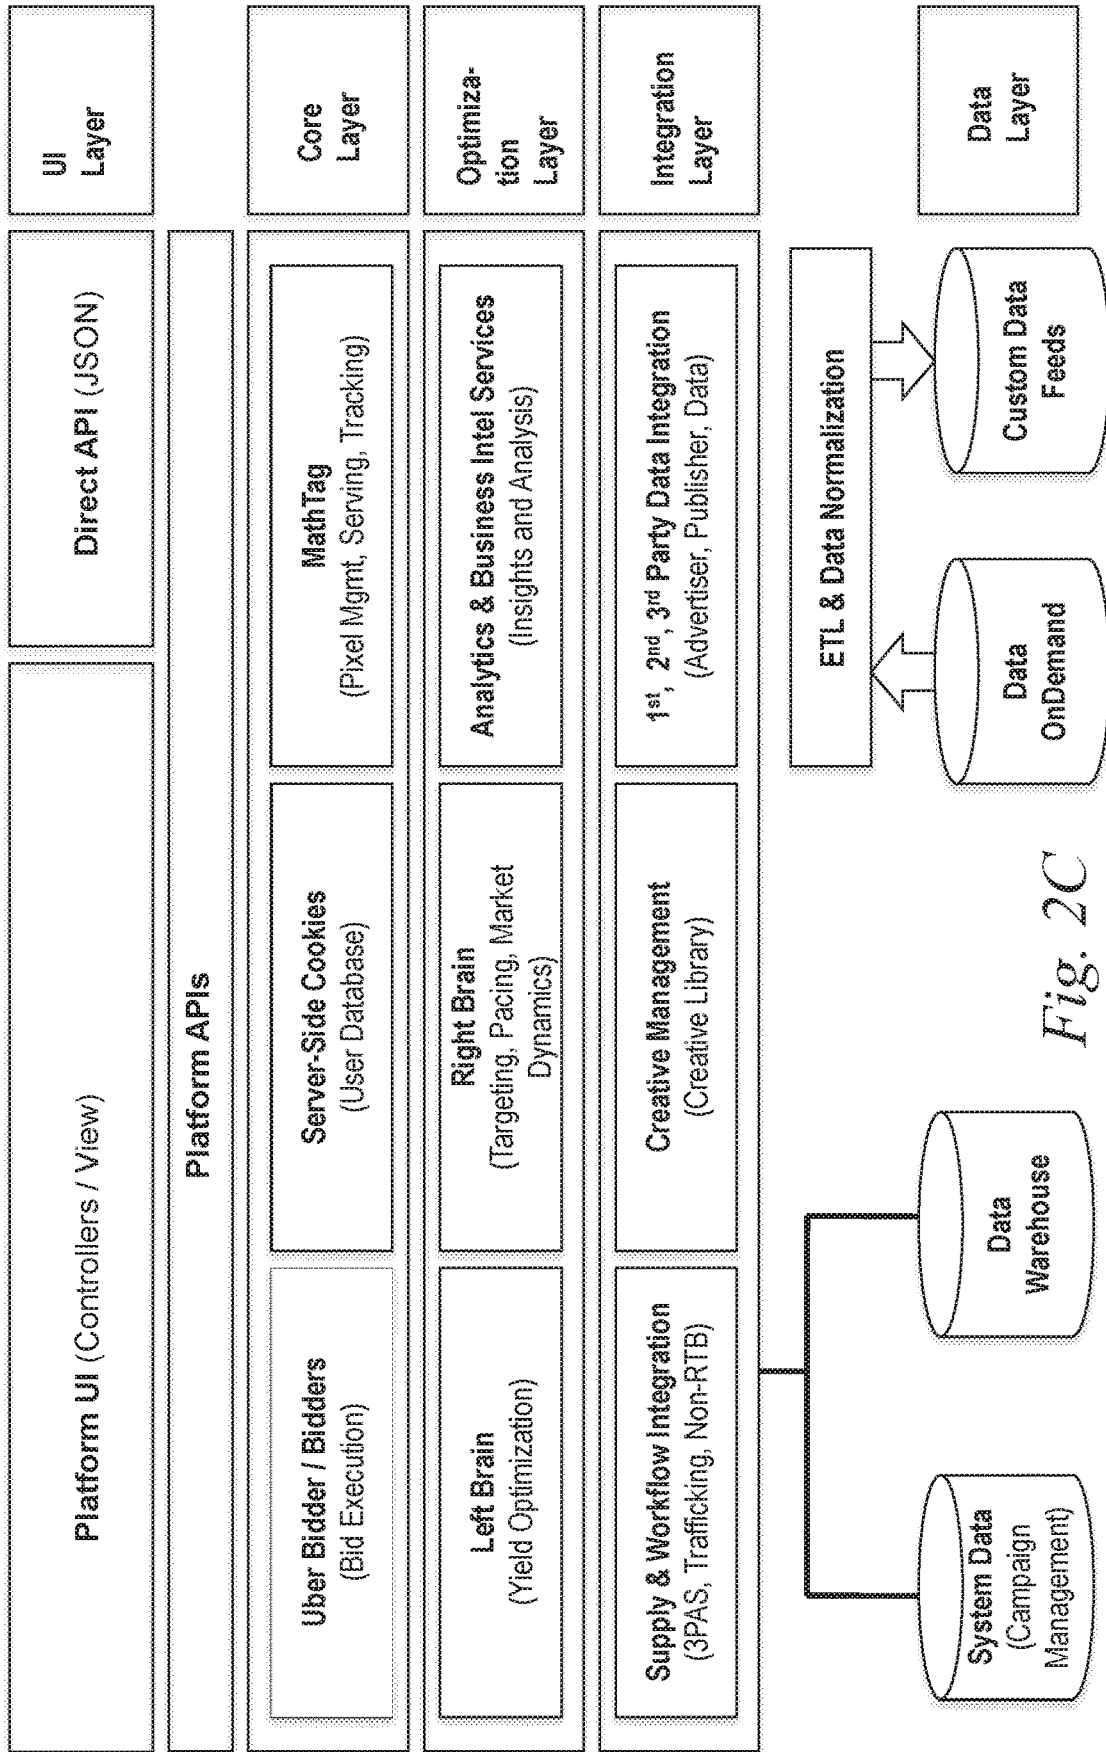 Platform UI (Controllers / View)
Direct API (JSON)
UI
Layer
Platform APIs
Uber Bidder / Bidders
(Bid Execution)
Server-Side Cookies
(User Database)
MathTag
(Pixel Mgmt, Serving, Tracking)
Core
Layer
Left Brain
(Yield Optimization)
Right Brain
(Targeting, Pacing, Market
Dynamics)
Analytics & Business Intel Services
(Insights and Analysis)
Optimiza-
tion
Layer
Supply & Workflow Integration
(3PAS, Trafficking, Non-RTB)
Creative Management
(Creative Library)
1st, 2nd, 3rd Party Data Integration
(Advertiser, Publisher, Data)
Integration
Layer
ETL & Data Normalization
System Data
(Campaign
Management)
Data
Warehouse
Data
OnDemand
Custom Data
Feeds
Data
Layer
Fig. 2C